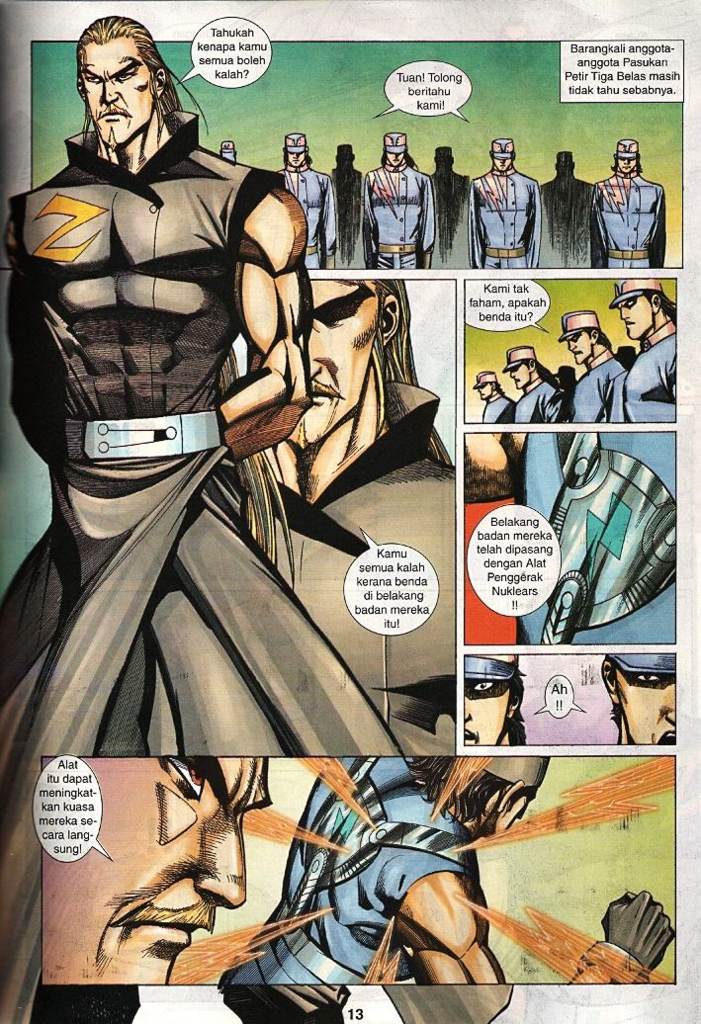 Tahukah
kenapa kamu
semua boleh
kalah?
Tuan! Tolong
beritahu
kami!
Barangkali anggota-
anggota Pasukan
Petir Tiga Belas masih
tidak tahu sebabnya.
Z
Kamu
semua kalah
kerana benda
di belakang
badan mereka
itu!
Kami tak
faham, apakah
benda itu?
Belakang
badan mereka
telah dipasang
dengan Alat
Penggĕrak
Nuklears
!!
Ah
!!
Alat
itu dapat
meningkat-
kan kuasa
mereka se-
cara lang-
sung!
13